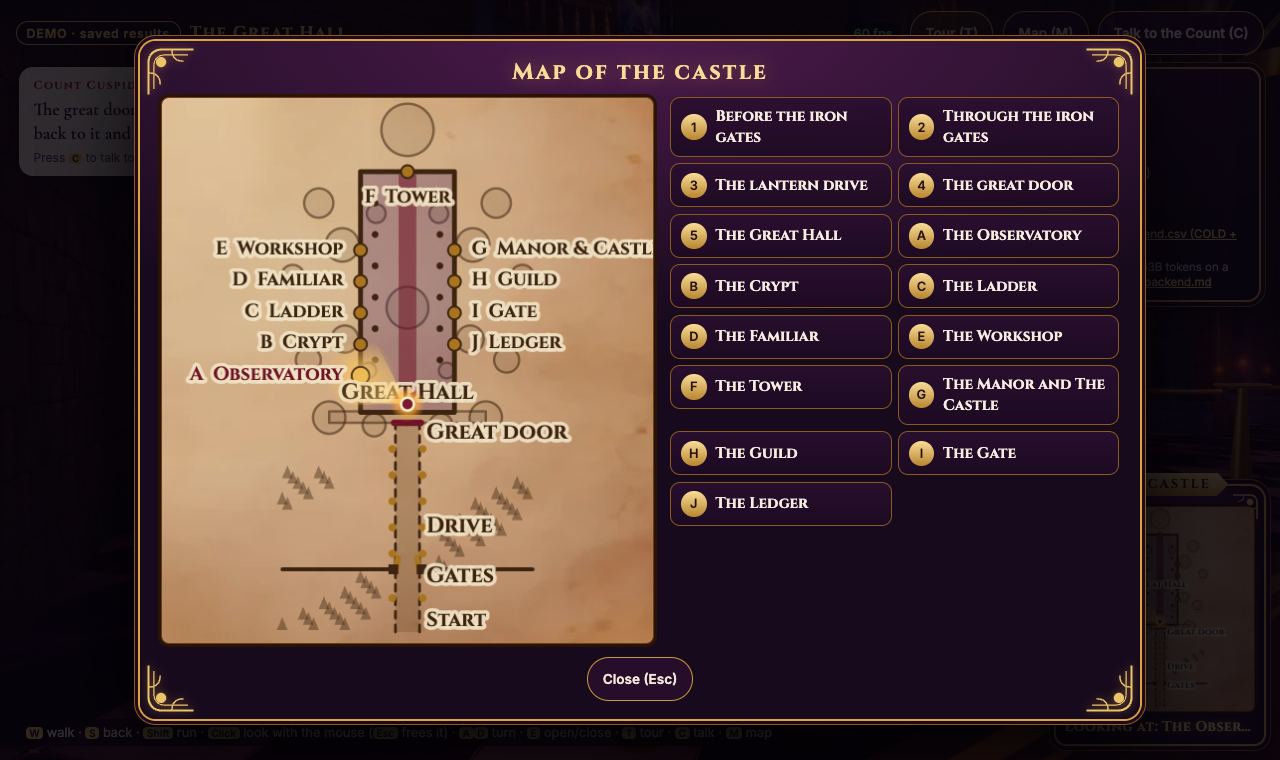 DEMO · saved results
THE GREAT HALL
60 fps
Tour (T)
Map (M)
Talk to the Count (C)
COUNT CUSPID
The great door
back to it and
Press C to talk to
MAP OF THE CASTLE
F TOWER
E WORKSHOP
G MANOR & CASTL
D FAMILIAR
H GUILD
C LADDER
I GATE
B CRYPT
J LEDGER
A OBSERVATORY
GREAT HALL
GREAT DOOR
DRIVE
GATES
START
1 BEFORE THE IRON
GATES
2 THROUGH THE IRON
GATES
3 THE LANTERN DRIVE
4 THE GREAT DOOR
5 THE GREAT HALL
A THE OBSERVATORY
B THE CRYPT
C THE LADDER
D THE FAMILIAR
E THE WORKSHOP
F THE TOWER
G THE MANOR AND THE
CASTLE
H THE GUILD
I THE GATE
J THE LEDGER
Close (Esc)
end.csv (COLD +
3B tokens on a
backend.md
CASTLE
GREAT DOOR
DRIVE
GATES
LOOKING AT: THE OBSER...
W walk · S back · Shift run · Click look with the mouse (Esc frees it) · A D turn · E open/close · T tour · C talk · M map